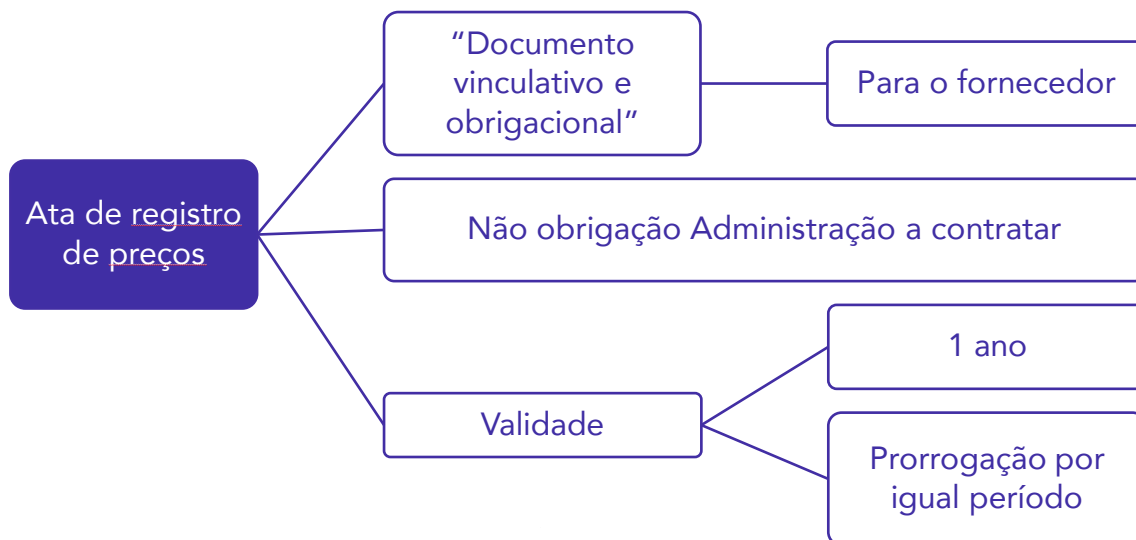 Ata de registro
de preços
“Documento
vinculativo e
obrigacional”
Para o fornecedor
Não obrigação Administração a contratar
Validade
1 ano
Prorrogação por
igual período